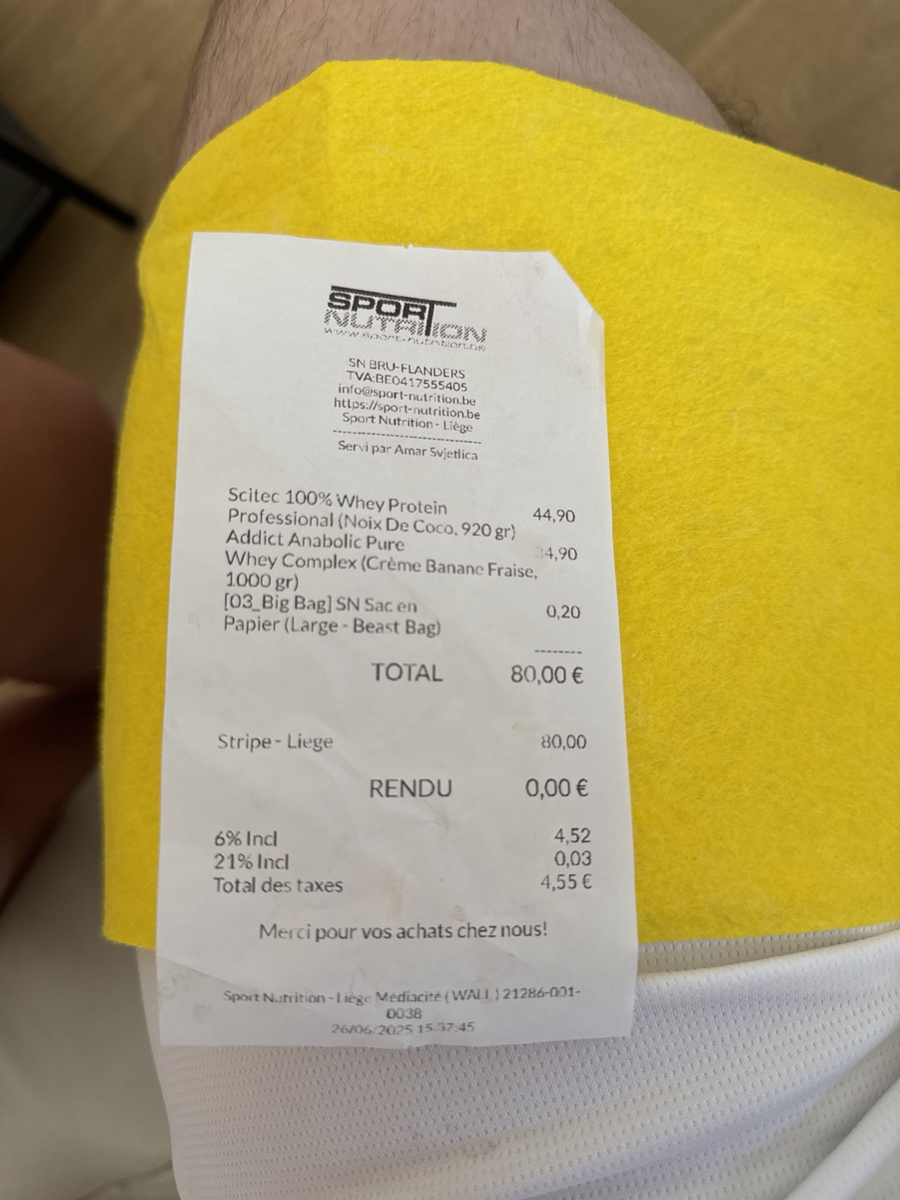 SPORT
NUTRITION
www.sport-nutrition.be
SN BRU-FLANDERS
TVA:BE0417555405
info@sport-nutrition.be
https://sport-nutrition.be
Sport Nutrition - Liège
Servi par Amar Svjetlica
Scitec 100% Whey Protein
Professional (Noix De Coco, 920 gr) 44,90
Addict Anabolic Pure
Whey Complex (Crème Banane Fraise, 34,90
1000 gr)
[03_Big Bag] SN Sac en
Papier (Large - Beast Bag) 0,20
--------
TOTAL 80,00 €
Stripe - Liege 80,00
RENDU 0,00 €
6% Incl 4,52
21% Incl 0,03
Total des taxes 4,55 €
Merci pour vos achats chez nous!
Sport Nutrition - Liège Médiacité ( WALL ) 21286-001-
0038
26/06/2025 15:37:45